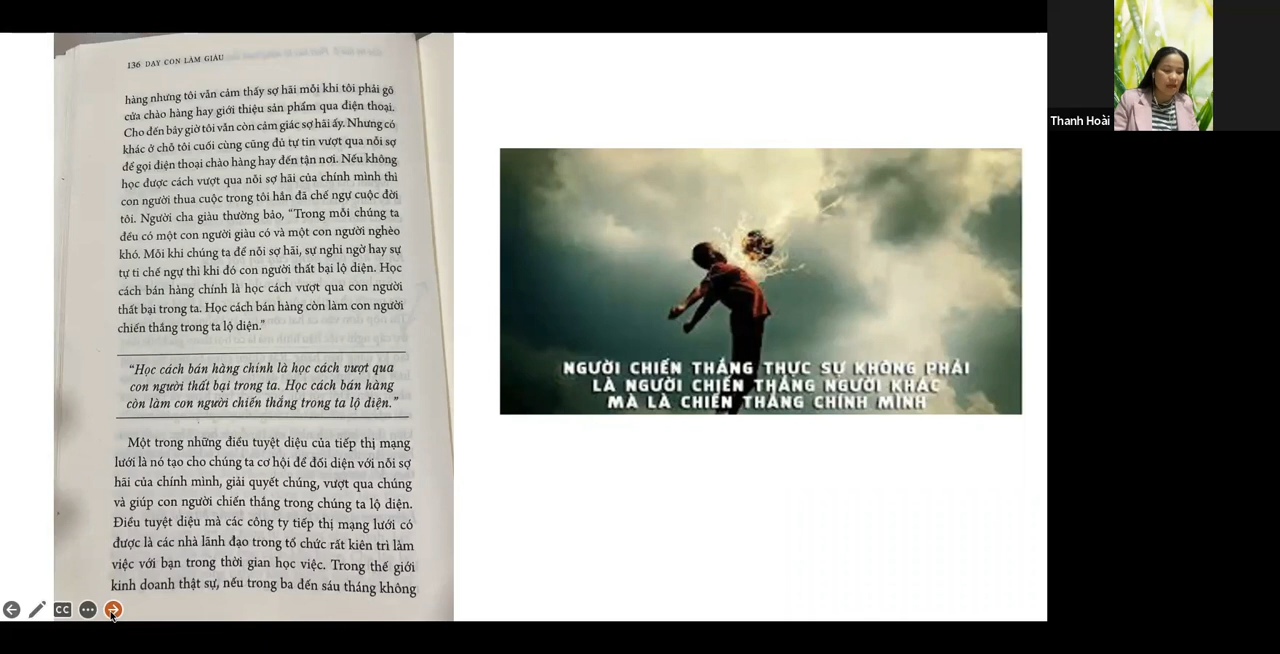 136 DẠY CON LÀM GIÀU
hàng nhưng tôi vẫn cảm thấy sợ hãi mỗi khi tôi phải gõ
cửa chào hàng hay giới thiệu sản phẩm qua điện thoại.
Cho đến bây giờ tôi vẫn còn cảm giác sợ hãi ấy. Nhưng có
khác ở chỗ tôi cuối cùng cũng đủ tự tin vượt qua nỗi sợ
để gọi điện thoại chào hàng hay đến tận nơi. Nếu không
học được cách vượt qua nỗi sợ hãi của chính mình thì
con người thua cuộc trong tôi hẳn đã chế ngự cuộc đời
tôi. Người cha giàu thường bảo, “Trong mỗi chúng ta
đều có một con người giàu có và một con người nghèo
khó. Mỗi khi chúng ta để nỗi sợ hãi, sự nghi ngờ hay sự
tự ti chế ngự thì khi đó con người thất bại lộ diện. Học
cách bán hàng chính là học cách vượt qua con người
thất bại trong ta. Học cách bán hàng còn làm con người
chiến thắng trong ta lộ diện.”
“Học cách bán hàng chính là học cách vượt qua
con người thất bại trong ta. Học cách bán hàng
còn làm con người chiến thắng trong ta lộ diện.”
Một trong những điều tuyệt diệu của tiếp thị mạng
lưới là nó tạo cho chúng ta cơ hội để đối diện với nỗi sợ
hãi của chính mình, giải quyết chúng, vượt qua chúng
và giúp con người chiến thắng trong chúng ta lộ diện.
Điều tuyệt diệu mà các công ty tiếp thị mạng lưới có
được là các nhà lãnh đạo trong tổ chức rất kiên trì làm
việc với bạn trong thời gian học việc. Trong thế giới
kinh doanh thật sự, nếu trong ba đến sáu tháng không
NGƯỜI CHIẾN THẮNG THỰC SỰ KHÔNG PHẢI
LÀ NGƯỜI CHIẾN THẮNG NGƯỜI KHÁC
MÀ LÀ CHIẾN THẮNG CHÍNH MÌNH
Thanh Hoài
CC